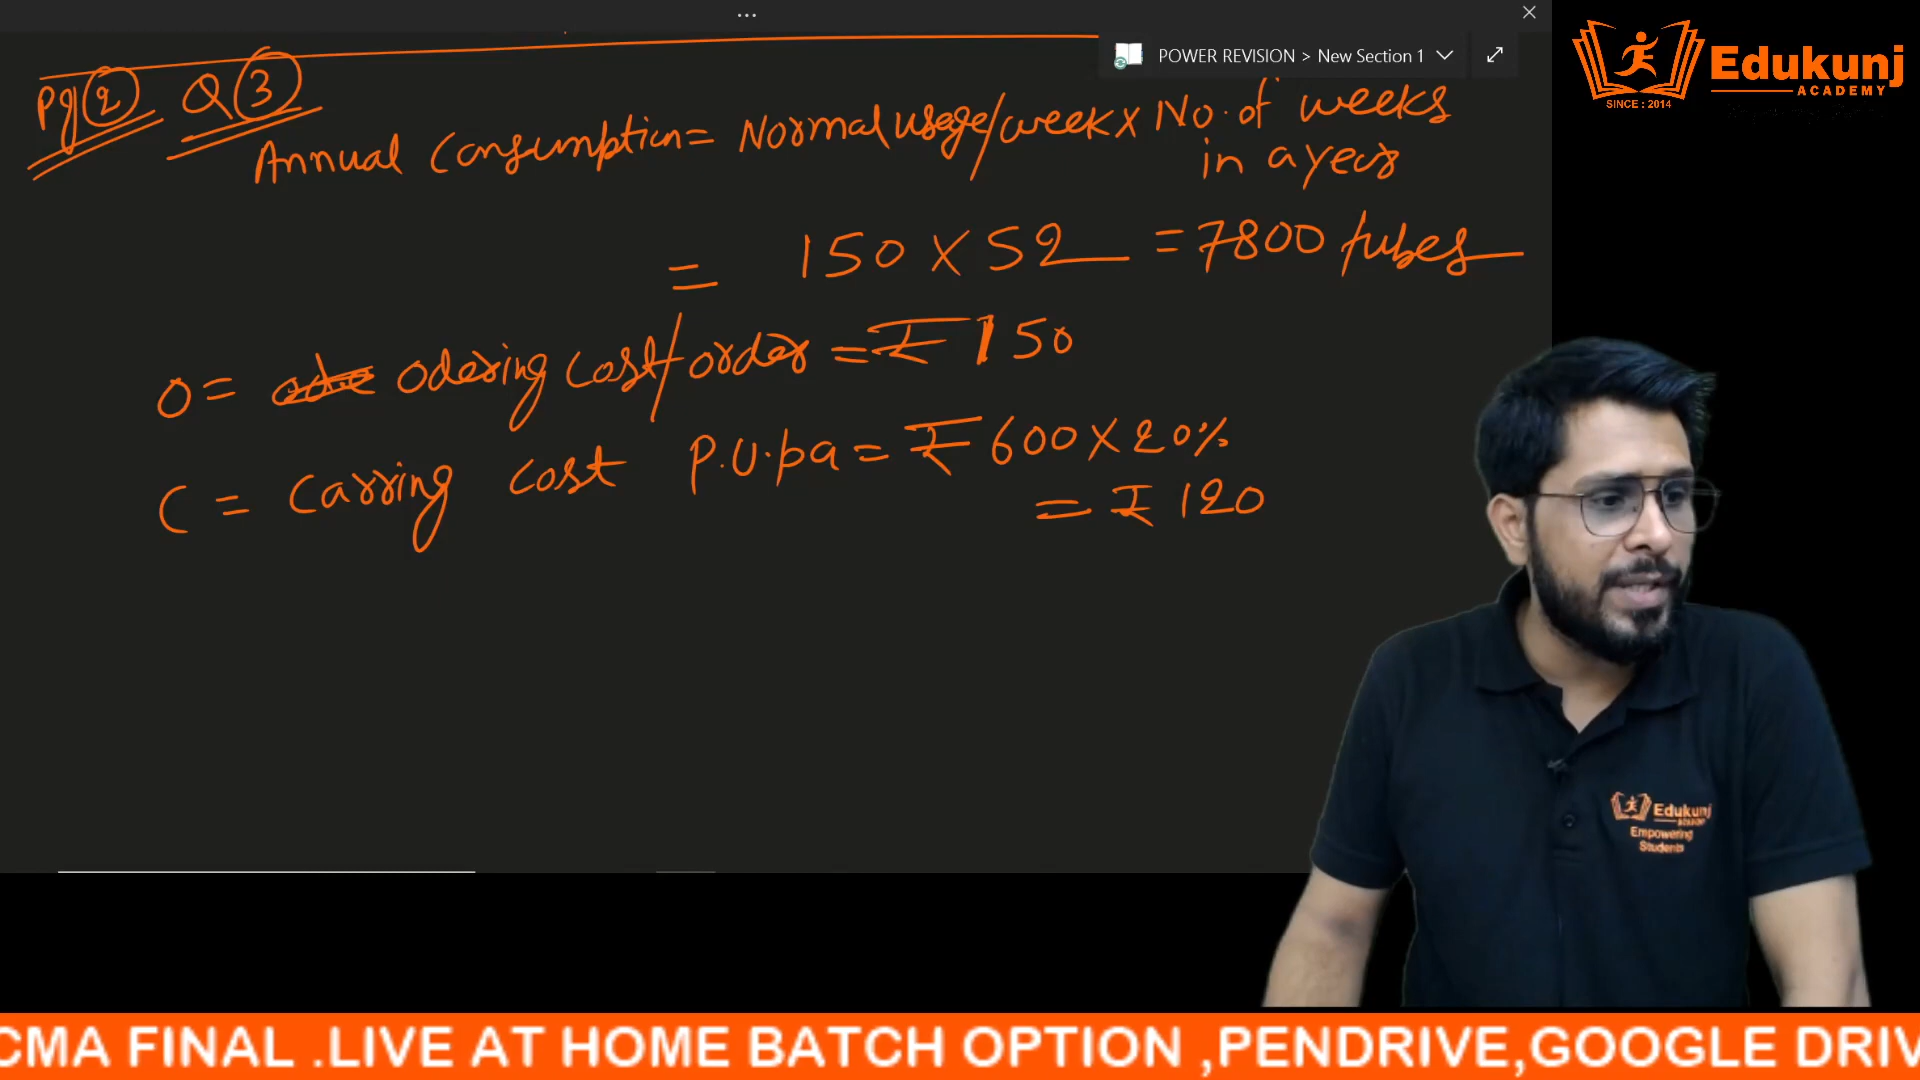 ...
POWER REVISION > New Section 1
Edukunj
ACADEMY
SINCE : 2014
Pg 2 Q 3
Annual Consumption = Normal usage/week x No. of weeks
in a year
= 150 x 52 = 7800 tubes
O = Odering cost/order = ₹ 150
C = Carring cost P.U.pa = ₹ 600 x 20%
= ₹ 120
Edukunj
Empowering
Students
CMA FINAL .LIVE AT HOME BATCH OPTION ,PENDRIVE,GOOGLE DRIV